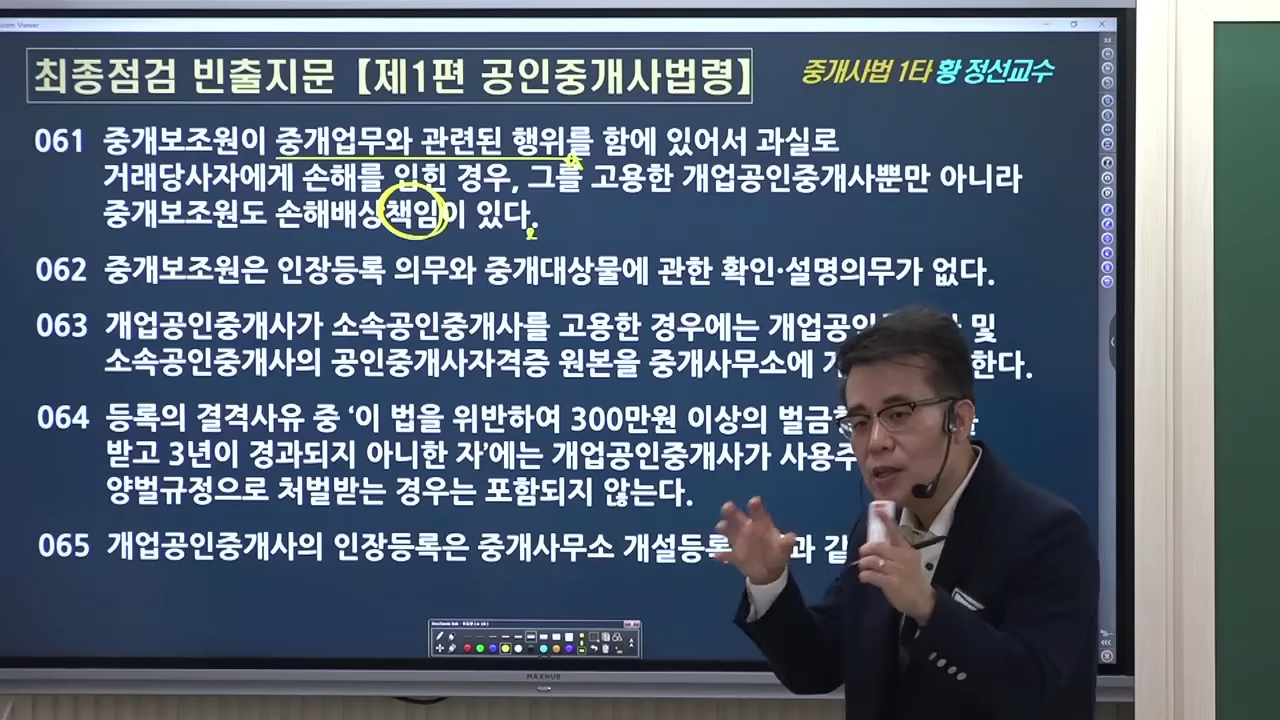 oom Viewer
최종점검 빈출지문【제1편 공인중개사법령】
중개사법 1타 황 정선교수
061 중개보조원이 중개업무와 관련된 행위를 함에 있어서 과실로
거래당사자에게 손해를 입힌 경우, 그를 고용한 개업공인중개사뿐만 아니라
중개보조원도 손해배상책임이 있다.
062 중개보조원은 인장등록 의무와 중개대상물에 관한 확인·설명의무가 없다.
063 개업공인중개사가 소속공인중개사를 고용한 경우에는 및
소속공인중개사의 공인중개사자격증 원본을 중개사무소에 한다.
064 등록의 결격사유 중 ‘이 법을 위반하여 300만원 이상의
받고 3년이 경과되지 아니한 자’에는 개업공인중개사가
양벌규정으로 처벌받는 경우는 포함되지 않는다.
065 개업공인중개사의 인장등록은 중개사무소 개설등록
MAXHUB